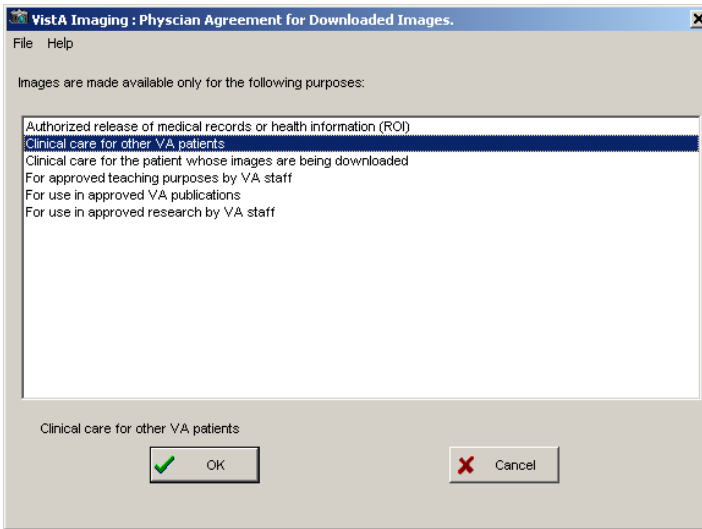 VistA Imaging : Physcian Agreement for Downloaded Images.
File Help
Images are made available only for the following purposes:
Authorized release of medical records or health information (ROI)
Clinical care for other VA patients
Clinical care for the patient whose images are being downloaded
For approved teaching purposes by VA staff
For use in approved VA publications
For use in approved research by VA staff
Clinical care for other VA patients
OK Cancel